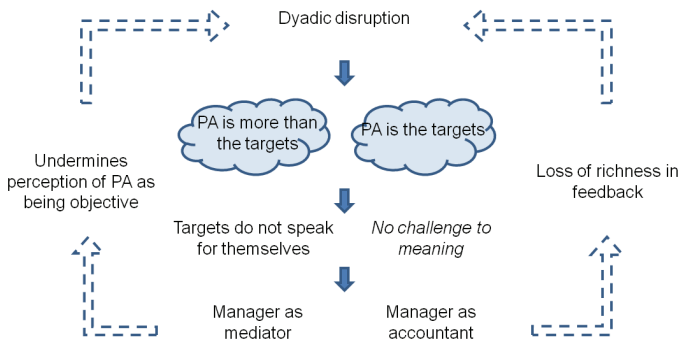 Dyadic disruption
PA is more than
the targets
PA is the targets
Undermines
perception of PA as
being objective
Loss of richness in
feedback
Targets do not speak
for themselves
No challenge to
meaning
Manager as
mediator
Manager as
accountant